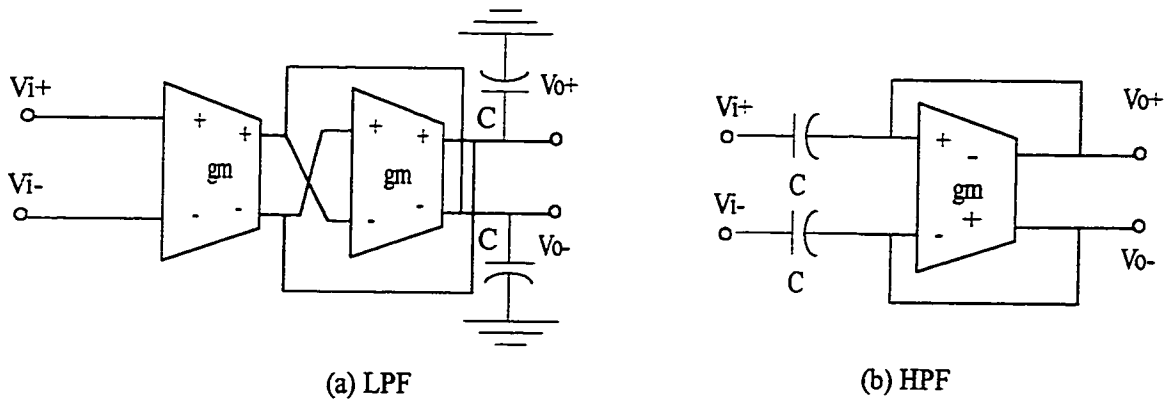 Vi+
Vi-
+
-
gm
+
-
+
-
gm
+
-
C
C
Vo+
Vo-
(a) LPF
Vi+
Vi-
C
C
+
-
gm
-
+
Vo+
Vo-
(b) HPF